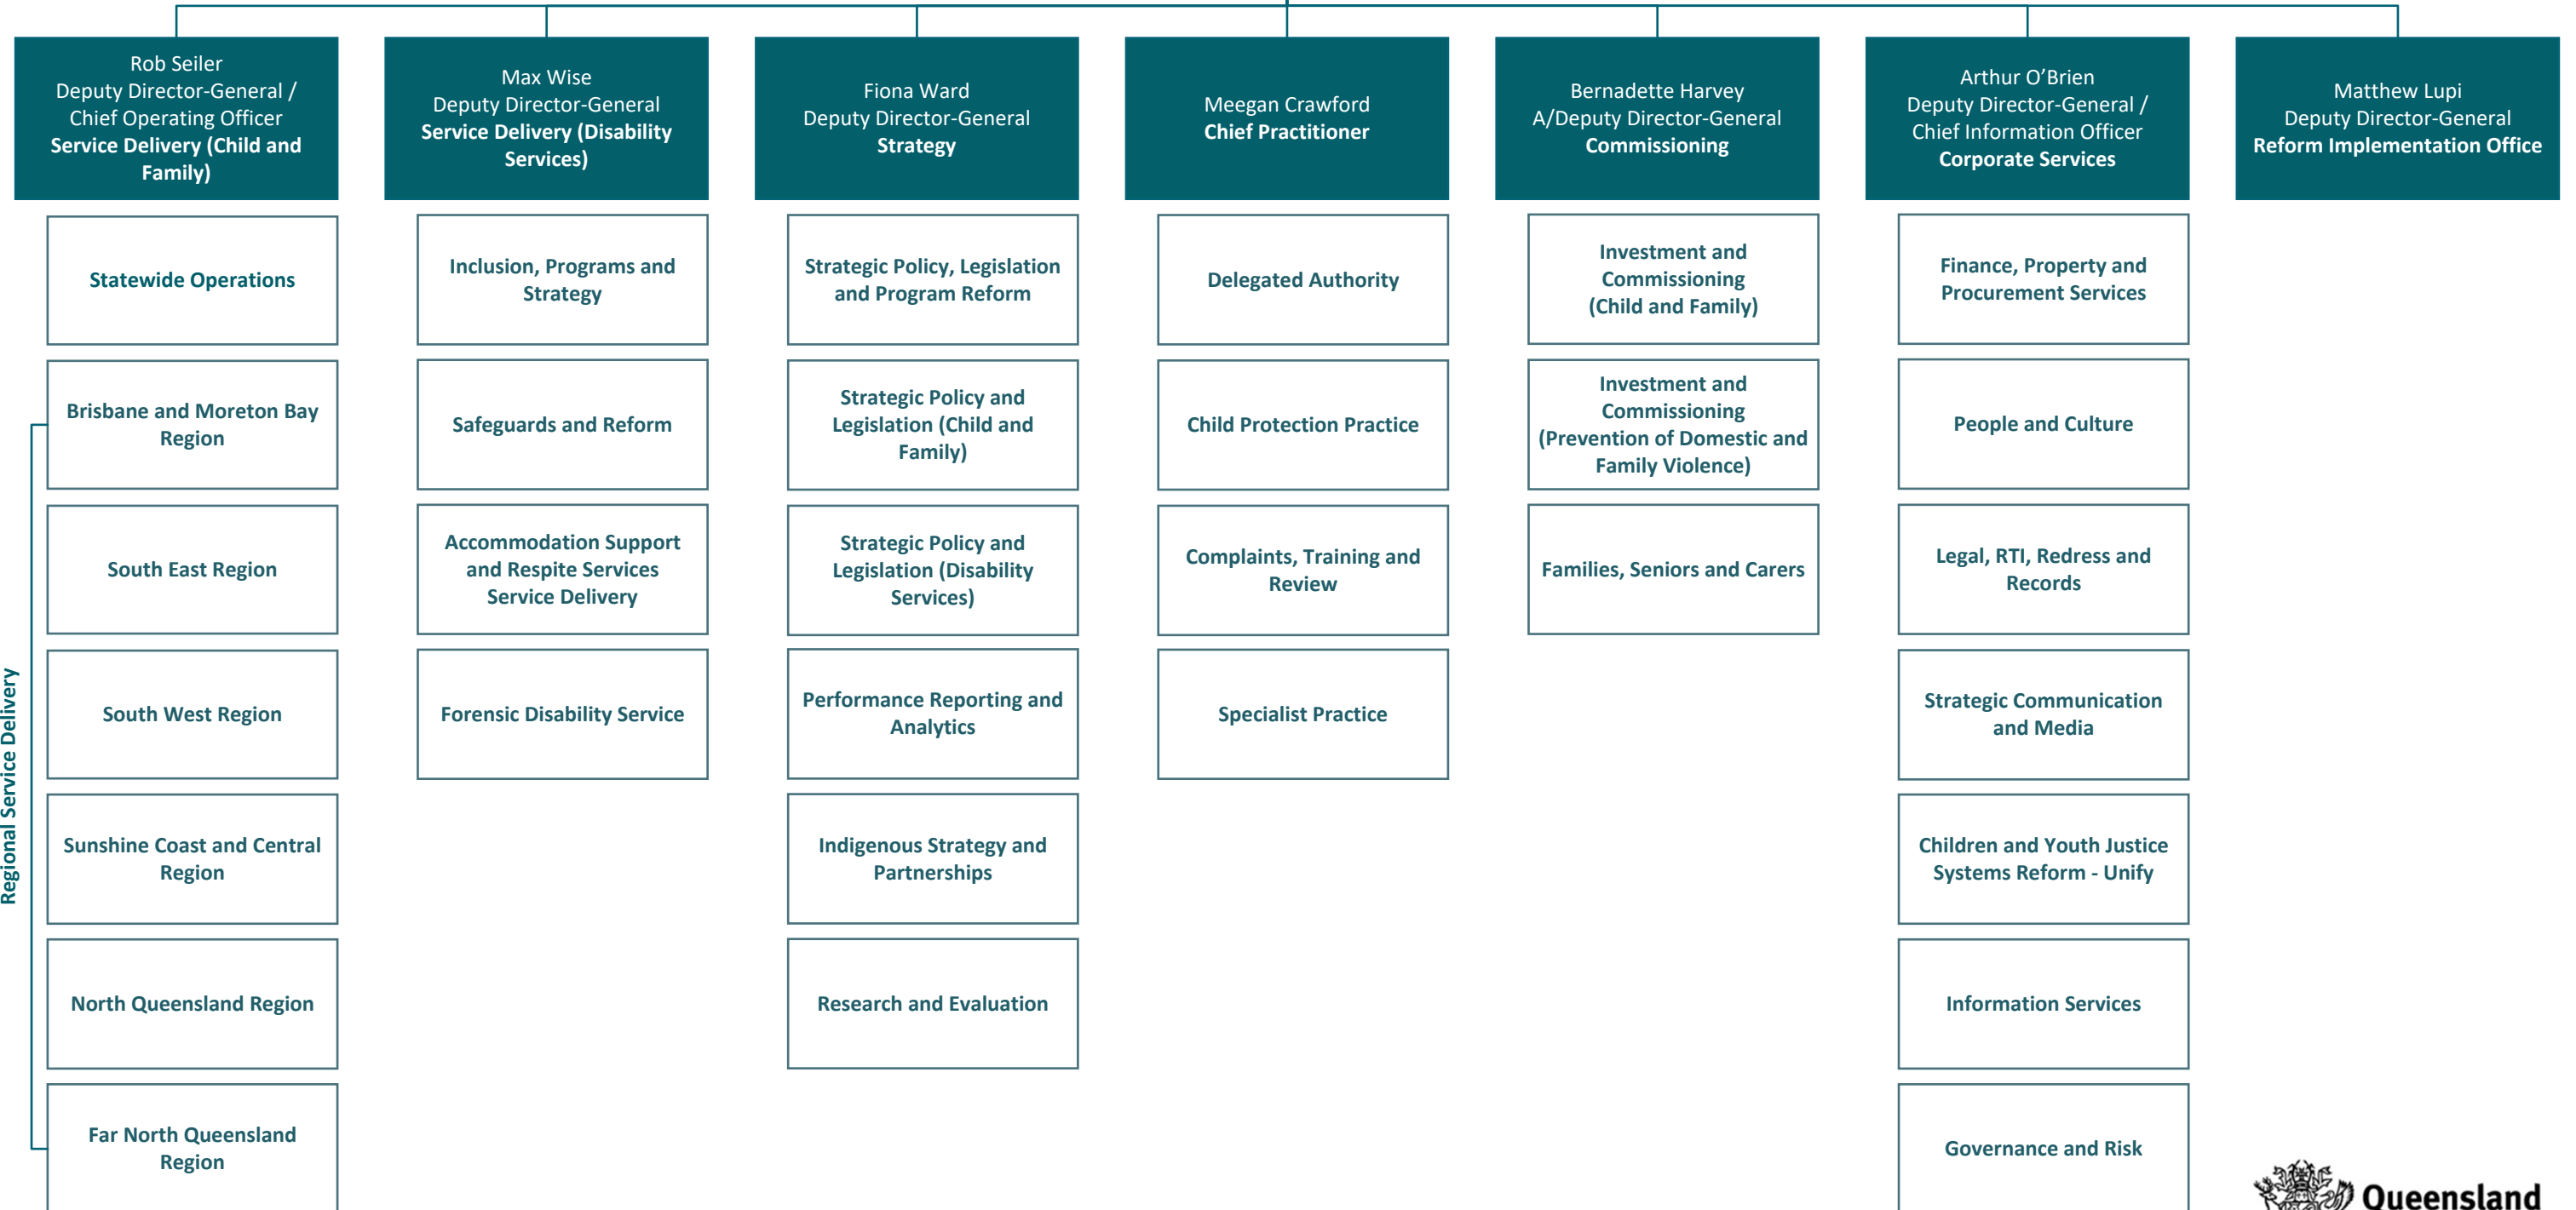 Rob Seiler
Deputy Director-General /
Chief Operating Officer
Service Delivery (Child and
Family)
Statewide Operations
Brisbane and Moreton Bay
Region
South East Region
South West Region
Sunshine Coast and Central
Region
North Queensland Region
Far North Queensland
Region
Regional Service Delivery
Max Wise
Deputy Director-General
Service Delivery (Disability
Services)
Inclusion, Programs and
Strategy
Safeguards and Reform
Accommodation Support
and Respite Services
Service Delivery
Forensic Disability Service
Fiona Ward
Deputy Director-General
Strategy
Strategic Policy, Legislation
and Program Reform
Strategic Policy and
Legislation (Child and
Family)
Strategic Policy and
Legislation (Disability
Services)
Performance Reporting and
Analytics
Indigenous Strategy and
Partnerships
Research and Evaluation
Meegan Crawford
Chief Practitioner
Delegated Authority
Child Protection Practice
Complaints, Training and
Review
Specialist Practice
Bernadette Harvey
A/Deputy Director-General
Commissioning
Investment and
Commissioning
(Child and Family)
Investment and
Commissioning
(Prevention of Domestic and
Family Violence)
Families, Seniors and Carers
Arthur O’Brien
Deputy Director-General /
Chief Information Officer
Corporate Services
Finance, Property and
Procurement Services
People and Culture
Legal, RTI, Redress and
Records
Strategic Communication
and Media
Children and Youth Justice
Systems Reform - Unify
Information Services
Governance and Risk
Matthew Lupi
Deputy Director-General
Reform Implementation Office
Queensland